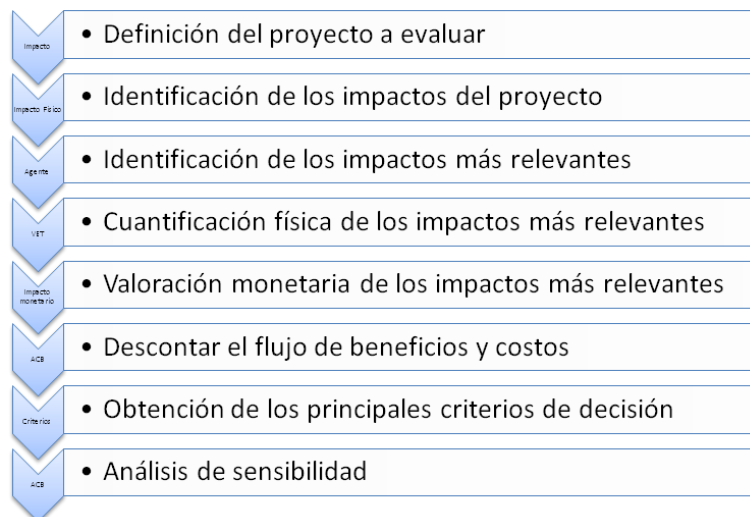 Impacto
• Definición del proyecto a evaluar
Impacto Físico
• Identificación de los impactos del proyecto
Agente
• Identificación de los impactos más relevantes
VET
• Cuantificación física de los impactos más relevantes
Impacto
monetario
• Valoración monetaria de los impactos más relevantes
ACB
• Descontar el flujo de beneficios y costos
Criterios
• Obtención de los principales criterios de decisión
ACB
• Análisis de sensibilidad